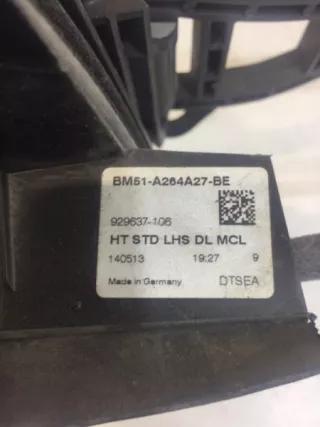 BM51-A264A27-BE
929637-106
HT STD LHS DL MCL
140513 19:27 9
Made in Germany DTSEA